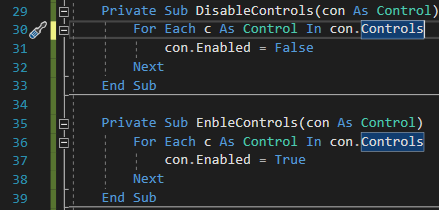 29 Private Sub DisableControls(con As Control)
30 For Each c As Control In con.Controls
31 con.Enabled = False
32 Next
33 End Sub
34
35 Private Sub EnbleControls(con As Control)
36 For Each c As Control In con.Controls
37 con.Enabled = True
38 Next
39 End Sub